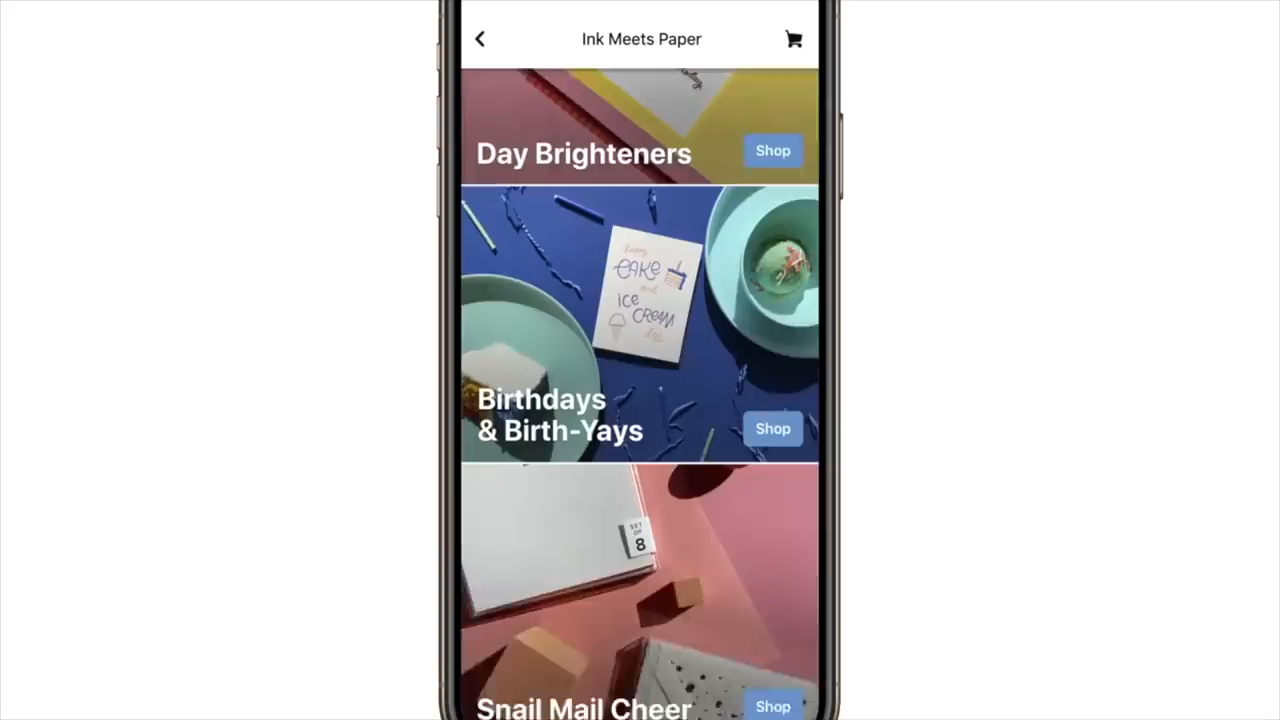 Ink Meets Paper
today
Day Brighteners
Shop
happy
CAKE
and
ICE
CREAM
day
Birthdays
& Birth-Yays
Shop
SET
OF
8
Snail Mail Cheer
Shop